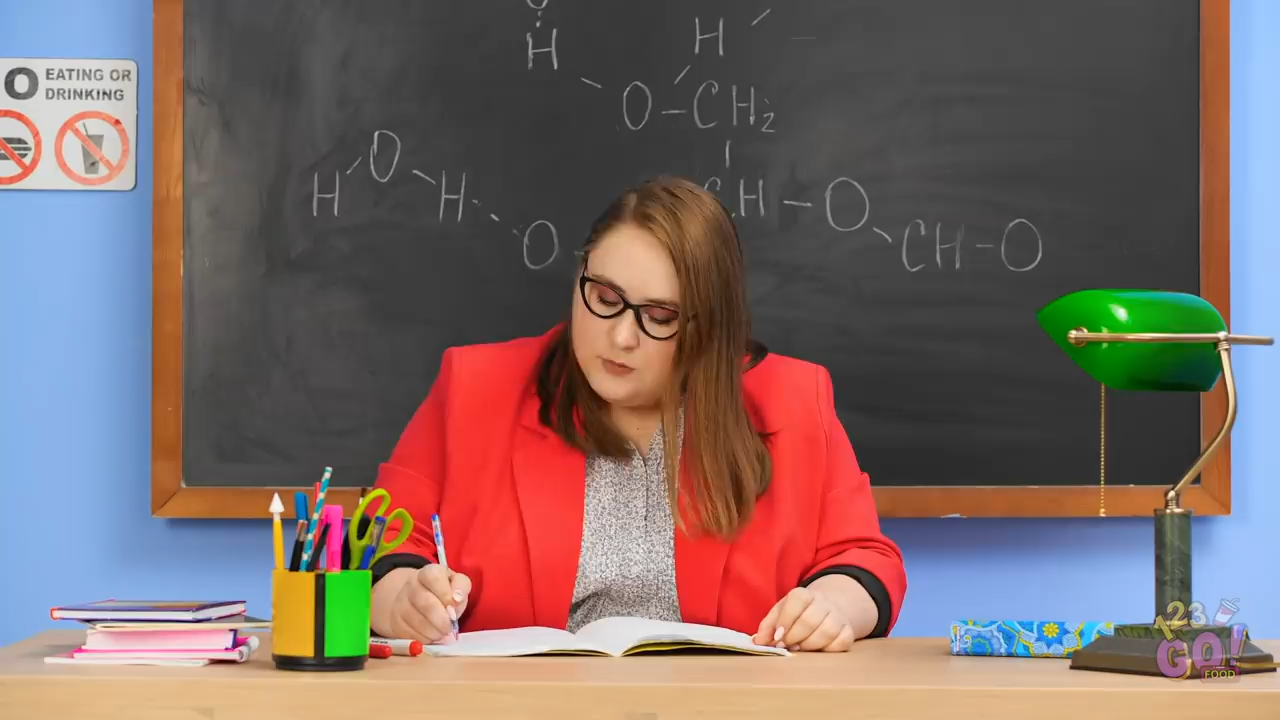 O EATING OR
DRINKING
O
H
H
O – CH₂
H O H O
CH – O
CH – O
123
GO!
FOOD